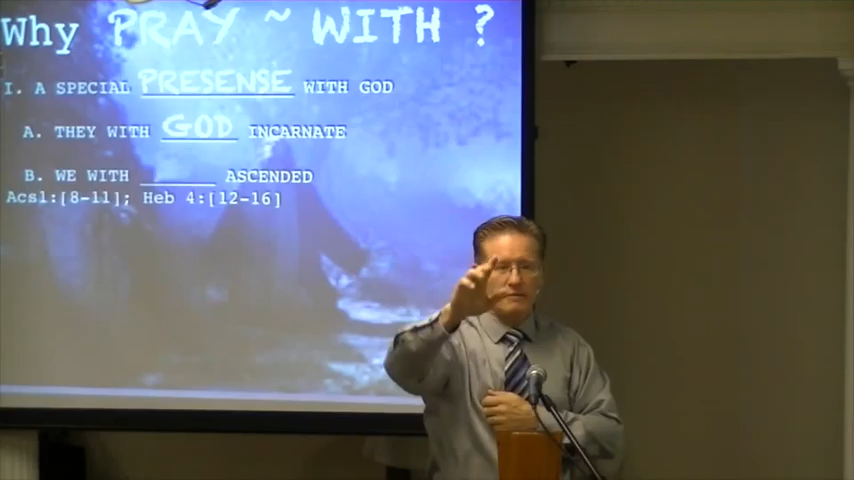 Why PRAY ~ WITH ?
I. A SPECIAL PRESENSE WITH GOD
A. THEY WITH GOD INCARNATE
B. WE WITH ______ ASCENDED
Acs1:[8-11]; Heb 4:[12-16]